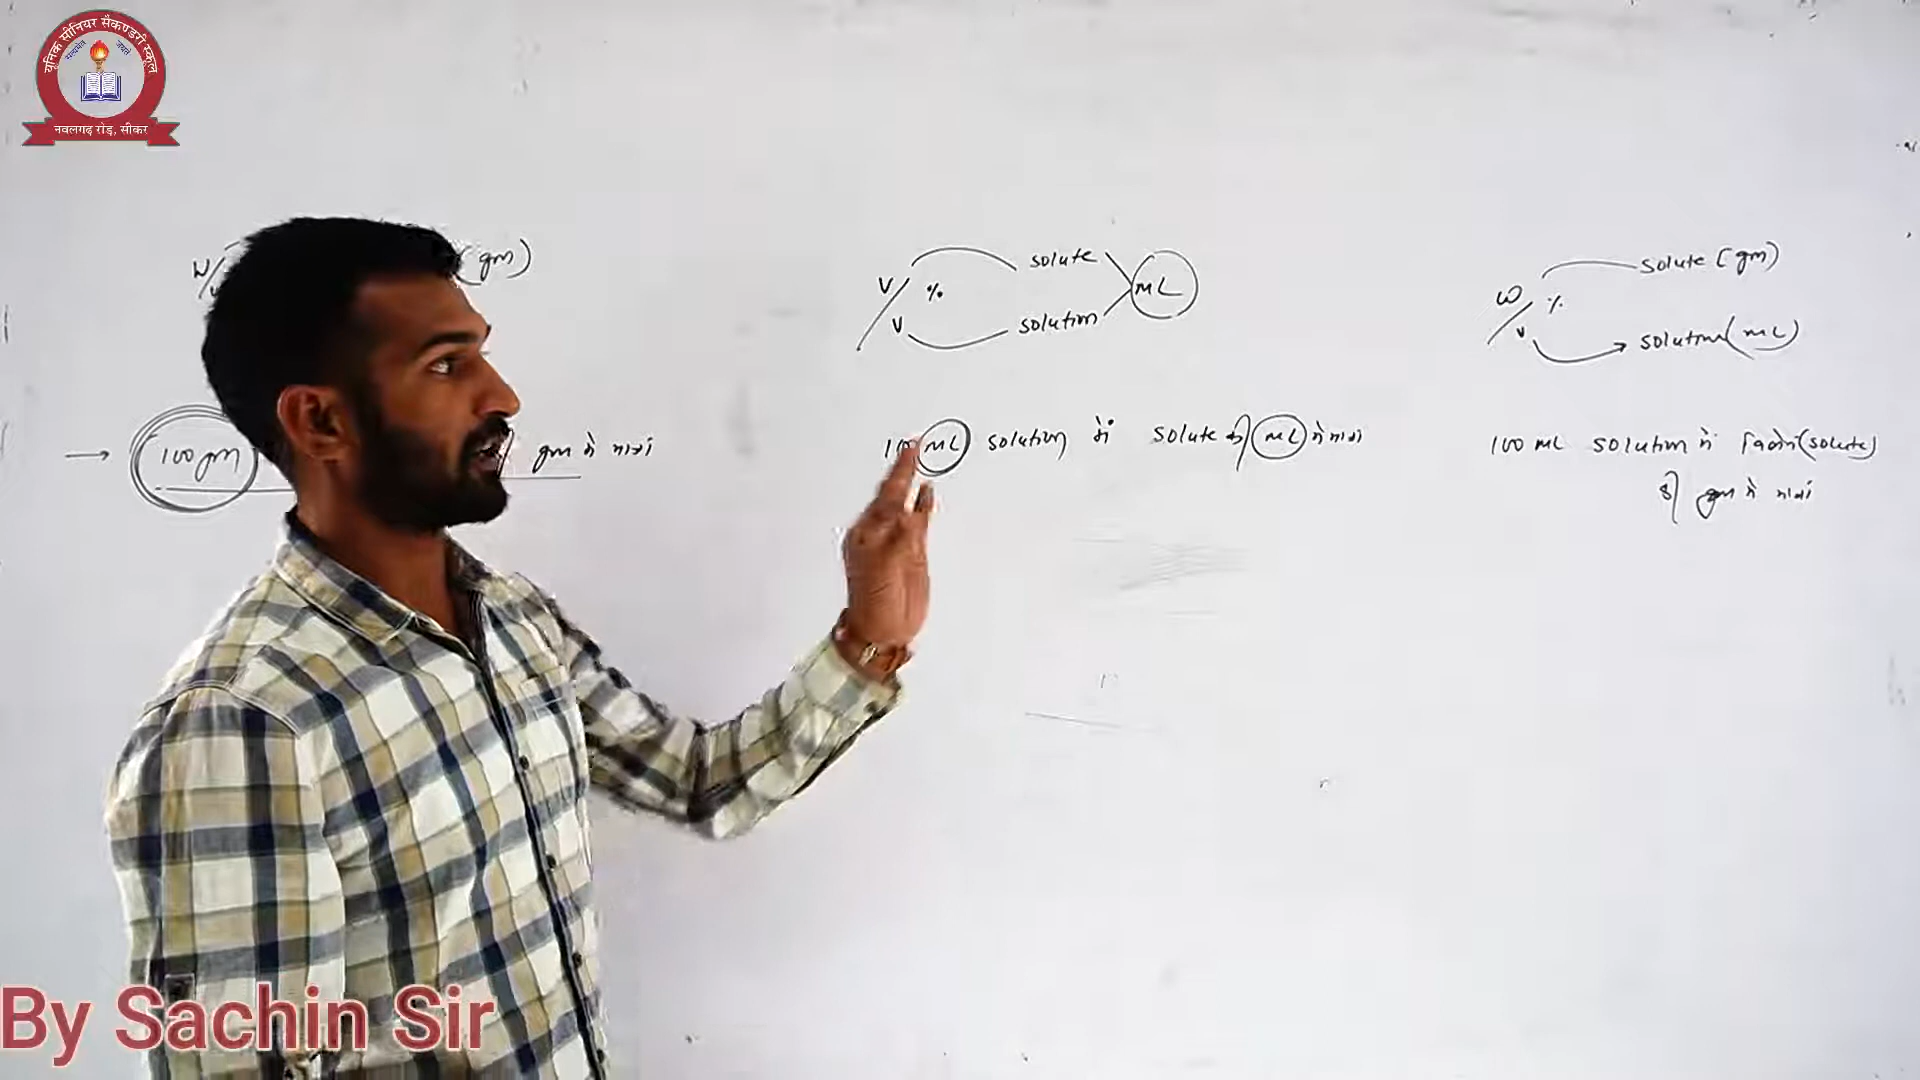 यूनिक सीनियर सैकण्डरी स्कूल
नवलगढ़ रोड़, सीकर
W/ (gm)
→ 100 gm gm में मात्रा
V/V % solute solution mL
100 mL solution में solute की mL में मात्रा
W/V % solute (gm)
solution (mL)
100 mL solution में विलेय (solute)
की gm में मात्रा
By Sachin Sir